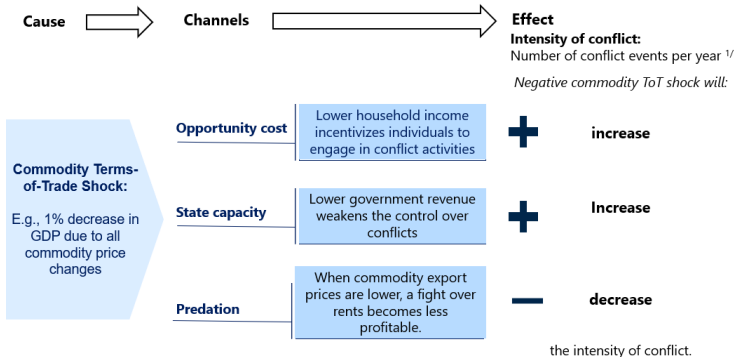 Cause
Channels
Effect
Intensity of conflict:
Number of conflict events per year 1/
Negative commodity ToT shock will:
Commodity Terms-
of-Trade Shock:
E.g., 1% decrease in
GDP due to all
commodity price
changes
Opportunity cost
Lower household income
incentivizes individuals to
engage in conflict activities
+
increase
State capacity
Lower government revenue
weakens the control over
conflicts
+
Increase
Predation
When commodity export
prices are lower, a fight over
rents becomes less
profitable.
−
decrease
the intensity of conflict.